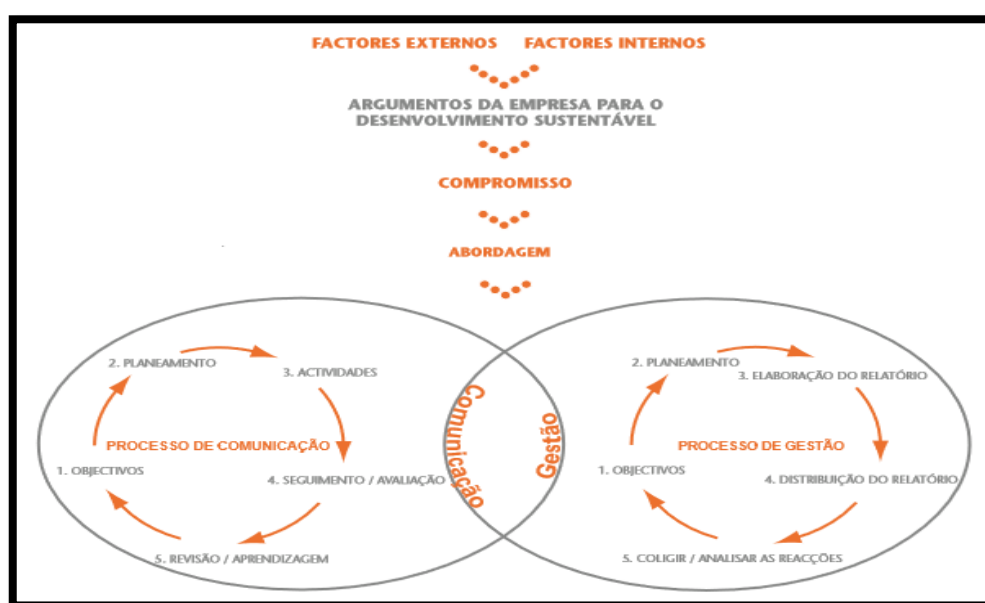 FACTORES EXTERNOS FACTORES INTERNOS
ARGUMENTOS DA EMPRESA PARA O
DESENVOLVIMENTO SUSTENTÁVEL
COMPROMISSO
ABORDAGEM
2. PLANEAMENTO
3. ACTIVIDADES
PROCESSO DE COMUNICAÇÃO
1. OBJECTIVOS
4. SEGUIMENTO / AVALIAÇÃO
5. REVISÃO / APRENDIZAGEM
Comunicação
Gestão
2. PLANEAMENTO
3. ELABORAÇÃO DO RELATÓRIO
PROCESSO DE GESTÃO
1. OBJECTIVOS
4. DISTRIBUIÇÃO DO RELATÓRIO
5. COLIGIR / ANALISAR AS REACÇÕES